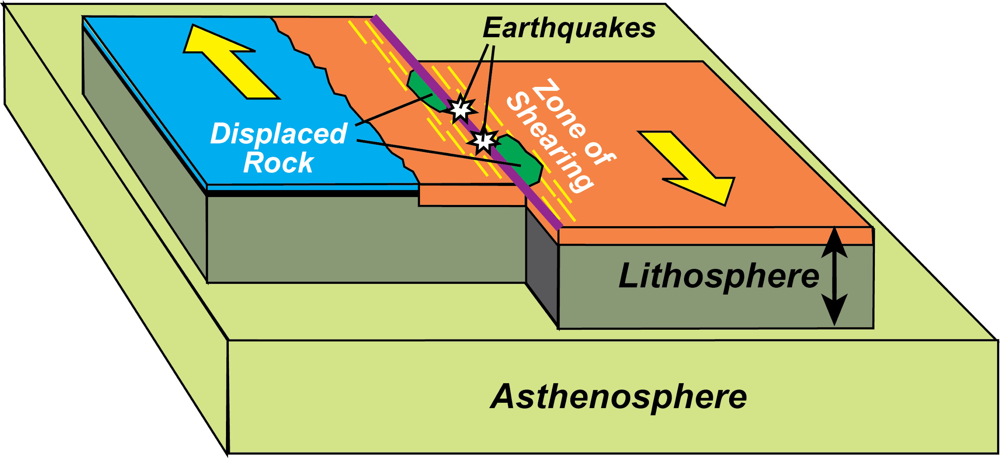 Earthquakes
Zone of
Shearing
Displaced
Rock
Lithosphere
Asthenosphere